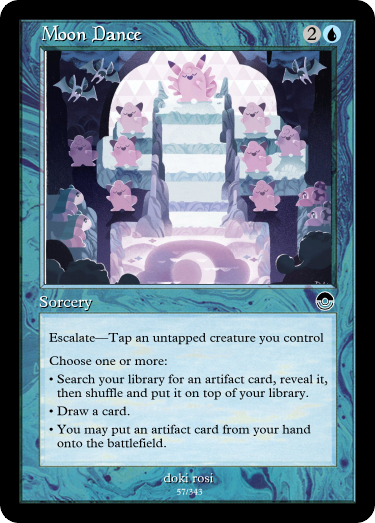 Moon Dance 2
Sorcery
Escalate—Tap an untapped creature you control
Choose one or more:
• Search your library for an artifact card, reveal it,
then shuffle and put it on top of your library.
• Draw a card.
• You may put an artifact card from your hand
onto the battlefield.
doki rosi
57/343